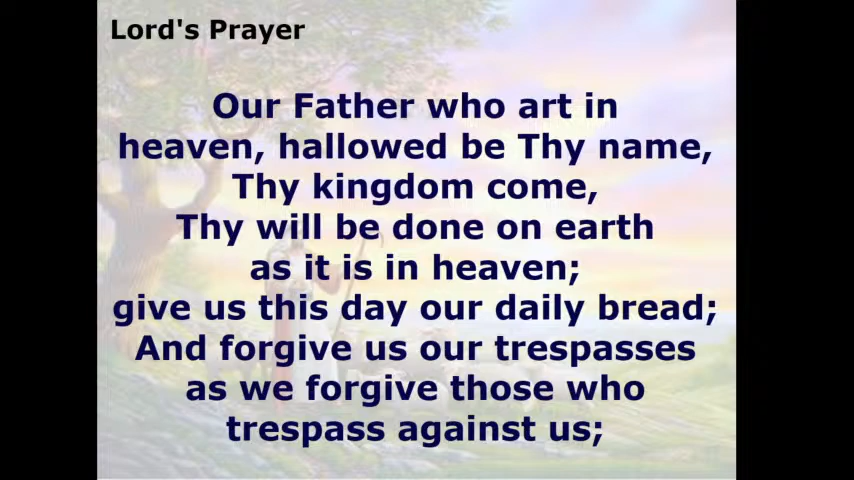 Lord's Prayer
Our Father who art in
heaven, hallowed be Thy name,
Thy kingdom come,
Thy will be done on earth
as it is in heaven;
give us this day our daily bread;
And forgive us our trespasses
as we forgive those who
trespass against us;